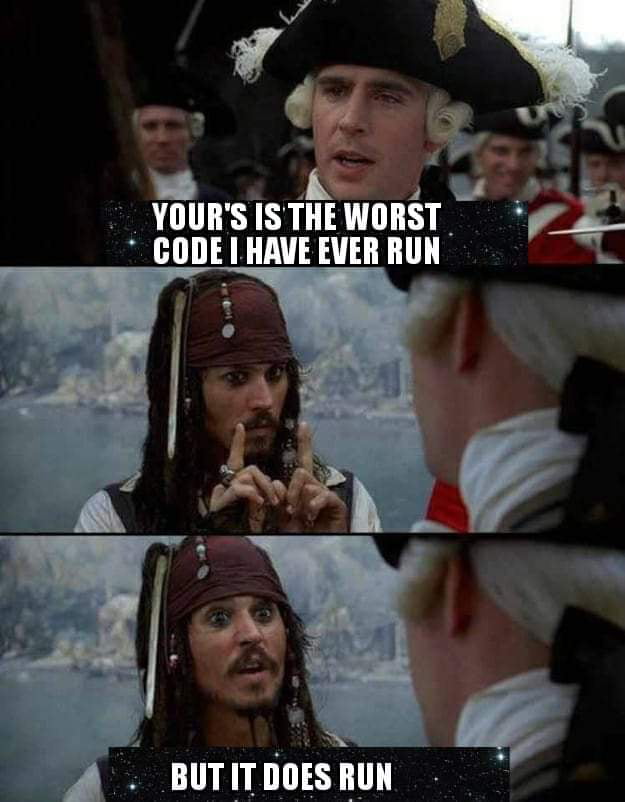 YOUR'S IS THE WORST
CODE I HAVE EVER RUN
BUT IT DOES RUN